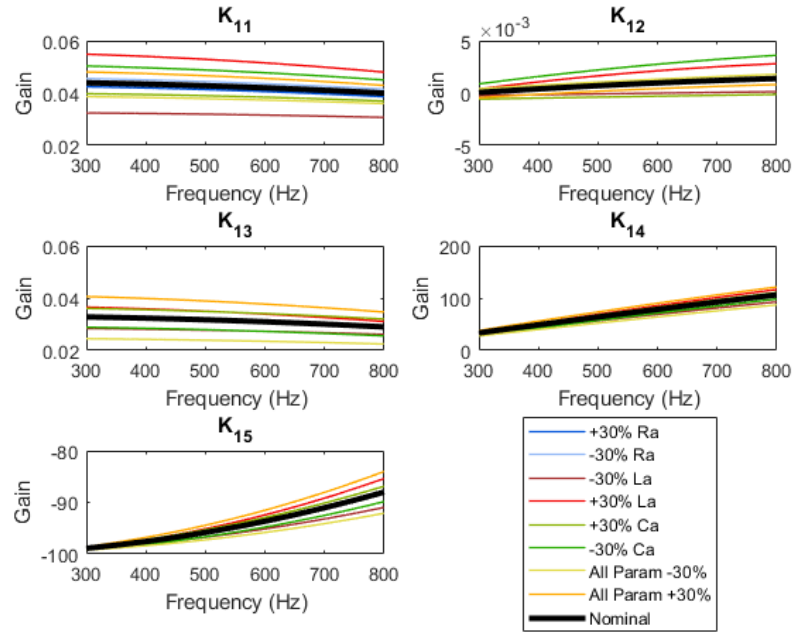 K11
0.06
0.04
0.02
Gain
300 400 500 600 700 800
Frequency (Hz)
K12
5 ×10-3
0
-5
Gain
300 400 500 600 700 800
Frequency (Hz)
K13
0.06
0.04
0.02
Gain
300 400 500 600 700 800
Frequency (Hz)
K14
200
100
0
Gain
300 400 500 600 700 800
Frequency (Hz)
K15
-80
-90
-100
Gain
300 400 500 600 700 800
Frequency (Hz)
+30% Ra
-30% Ra
-30% La
+30% La
+30% Ca
-30% Ca
All Param -30%
All Param +30%
Nominal